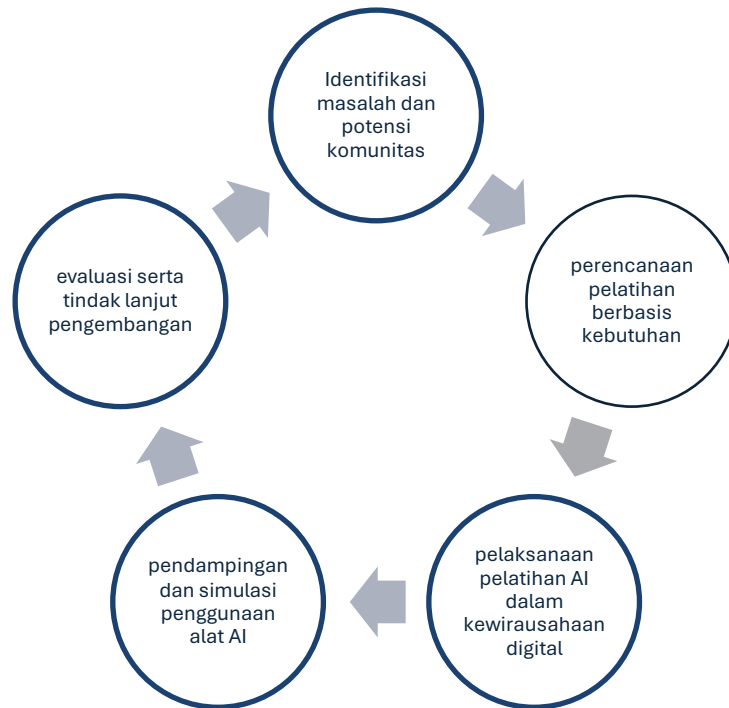 Identifikasi
masalah dan
potensi
komunitas
perencanaan
pelatihan
berbasis
kebutuhan
pelaksanaan
pelatihan AI
dalam
kewirausahaan
digital
pendampingan
dan simulasi
penggunaan
alat AI
evaluasi serta
tindak lanjut
pengembangan